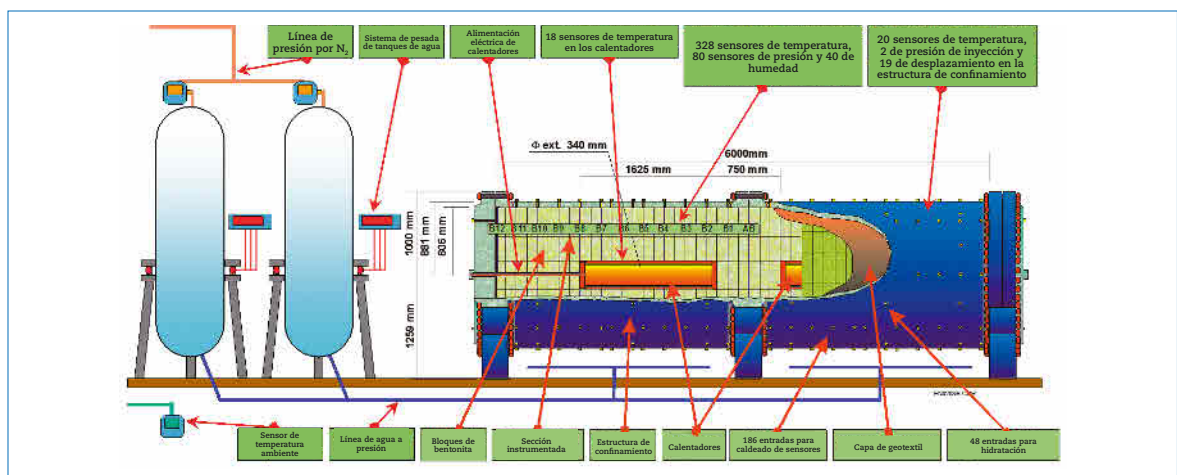 Línea de
presión por N₂
Sistema de pesada
de tanques de agua
Alimentación
eléctrica de
calentadores
18 sensores de temperatura
en los calentadores
328 sensores de temperatura,
80 sensores de presión y 40 de
humedad
20 sensores de temperatura,
2 de presión de inyección y
19 de desplazamiento en la
estructura de confinamiento
Φ ext. 340 mm
6000mm
1625 mm
750 mm
1000 mm
881 mm
606 mm
1259 mm
B12 B11 B10 B9 B8 B7 B6 B5 B4 B3 B2 B1 AB
Sensor de
temperatura
ambiente
Línea de agua a
presión
Bloques de
bentonita
Sección
instrumentada
Estructura de
confinamiento
Calentadores
186 entradas para
caldeado de sensores
Capa de geotextil
48 entradas para
hidratación